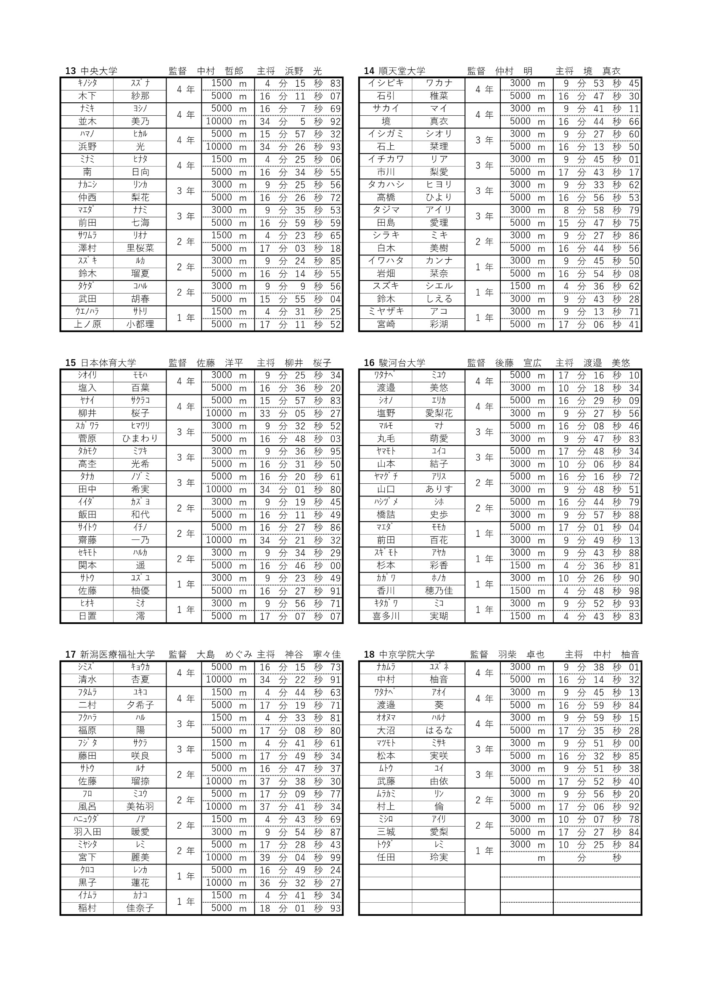 13 中央大学 監督 中村 哲郎 主将 浜野 光
ｷﾉｼﾀ ｽｽﾞﾅ 4 年 1500 m 4 分 15 秒 83
木下 紗那 5000 m 16 分 11 秒 07
ﾅﾐｷ ﾖｼﾉ 4 年 5000 m 16 分 7 秒 69
並木 美乃 10000 m 34 分 5 秒 92
ﾊﾏﾉ ﾋｶﾙ 4 年 5000 m 15 分 57 秒 32
浜野 光 10000 m 34 分 26 秒 93
ﾐﾅﾐ ﾋﾅﾀ 4 年 1500 m 4 分 25 秒 06
南 日向 5000 m 16 分 34 秒 55
ﾅｶﾆｼ ﾘﾝｶ 3 年 3000 m 9 分 25 秒 56
仲西 梨花 5000 m 16 分 26 秒 72
ﾏｴﾀﾞ ﾅﾅﾐ 3 年 3000 m 9 分 35 秒 53
前田 七海 5000 m 16 分 59 秒 59
ｻﾜﾑﾗ ﾘｵﾅ 2 年 1500 m 4 分 23 秒 65
澤村 里桜菜 5000 m 17 分 03 秒 18
ｽｽﾞｷ ﾙｶ 2 年 3000 m 9 分 24 秒 85
鈴木 瑠夏 5000 m 16 分 14 秒 55
ﾀｹﾀﾞ ｺﾊﾙ 2 年 3000 m 9 分 9 秒 56
武田 胡春 5000 m 15 分 55 秒 04
ｳｴﾉﾊﾗ ｻﾄﾘ 1 年 1500 m 4 分 31 秒 25
上ノ原 小都理 5000 m 17 分 11 秒 52
14 順天堂大学 監督 仲村 明 主将 境 真衣
イシビキ ワカナ 4 年 3000 m 9 分 53 秒 45
石引 稚菜 5000 m 16 分 47 秒 30
サカイ マイ 4 年 3000 m 9 分 41 秒 11
境 真衣 5000 m 16 分 44 秒 66
イシガミ シオリ 3 年 3000 m 9 分 27 秒 60
石上 栞理 5000 m 16 分 13 秒 50
イチカワ リア 3 年 3000 m 9 分 45 秒 01
市川 梨愛 5000 m 17 分 43 秒 17
タカハシ ヒヨリ 3 年 3000 m 9 分 33 秒 62
高橋 ひより 5000 m 16 分 56 秒 53
タジマ アイリ 3 年 3000 m 8 分 58 秒 79
田島 愛理 5000 m 15 分 47 秒 75
シラキ ミキ 2 年 3000 m 9 分 27 秒 86
白木 美樹 5000 m 16 分 44 秒 56
イワハタ カンナ 1 年 3000 m 9 分 45 秒 50
岩畑 栞奈 5000 m 16 分 54 秒 08
スズキ シエル 1 年 1500 m 4 分 36 秒 62
鈴木 しえる 3000 m 9 分 43 秒 28
ミヤザキ アコ 1 年 3000 m 9 分 13 秒 71
宮崎 彩湖 5000 m 17 分 06 秒 41
15 日本体育大学 監督 佐藤 洋平 主将 柳井 桜子
ｼｵｲﾘ ﾓﾓﾊ 4 年 3000 m 9 分 25 秒 34
塩入 百葉 5000 m 16 分 36 秒 20
ﾔﾅｲ ｻｸﾗｺ 4 年 5000 m 15 分 57 秒 83
柳井 桜子 10000 m 33 分 05 秒 27
ｽｶﾞﾜﾗ ﾋﾏﾜﾘ 3 年 3000 m 9 分 32 秒 52
菅原 ひまわり 5000 m 16 分 48 秒 03
ﾀｶﾓｸ ﾐﾂｷ 3 年 3000 m 9 分 36 秒 95
高杢 光希 5000 m 16 分 31 秒 50
ﾀﾅｶ ﾉｿﾞﾐ 3 年 5000 m 16 分 20 秒 61
田中 希実 10000 m 34 分 01 秒 80
ｲｲﾀﾞ ｶｽﾞﾖ 2 年 3000 m 9 分 19 秒 45
飯田 和代 5000 m 16 分 11 秒 49
ｻｲﾄｳ ｲﾁﾉ 2 年 5000 m 16 分 27 秒 86
齋藤 一乃 10000 m 34 分 21 秒 32
ｾｷﾓﾄ ﾊﾙｶ 2 年 3000 m 9 分 34 秒 29
関本 遥 5000 m 16 分 46 秒 00
ｻﾄｳ ﾕｽﾞﾕ 1 年 3000 m 9 分 23 秒 49
佐藤 柚優 5000 m 16 分 27 秒 91
ﾋｵｷ ﾐｵ 1 年 3000 m 9 分 56 秒 71
日置 澪 5000 m 17 分 07 秒 07
16 駿河台大学 監督 後藤 宣広 主将 渡邉 美悠
ﾜﾀﾅﾍﾞ ﾐﾕｳ 4 年 5000 m 17 分 16 秒 10
渡邉 美悠 3000 m 10 分 18 秒 34
ｼｵﾉ ｴﾘｶ 4 年 5000 m 16 分 29 秒 09
塩野 愛梨花 3000 m 9 分 27 秒 56
ﾏﾙﾓ ﾏﾅ 3 年 5000 m 16 分 08 秒 46
丸毛 萌愛 3000 m 9 分 47 秒 83
ﾔﾏﾓﾄ ﾕｲｺ 3 年 5000 m 17 分 48 秒 34
山本 結子 3000 m 10 分 06 秒 84
ﾔﾏｸﾞﾁ ｱﾘｽ 2 年 5000 m 16 分 16 秒 72
山口 ありす 3000 m 9 分 48 秒 51
ﾊｼﾂﾞﾒ ｼﾎ 2 年 5000 m 16 分 44 秒 79
橋詰 史歩 3000 m 9 分 57 秒 88
ﾏｴﾀﾞ ﾓﾓｶ 1 年 5000 m 17 分 01 秒 04
前田 百花 3000 m 9 分 49 秒 13
ｽｷﾞﾓﾄ ｱﾔｶ 1 年 3000 m 9 分 43 秒 88
杉本 彩香 1500 m 4 分 36 秒 81
ｶｶﾞﾜ ﾎﾉｶ 1 年 3000 m 10 分 26 秒 90
香川 穂乃佳 1500 m 4 分 48 秒 98
ｷﾀｶﾞﾜ ﾐｺ 1 年 3000 m 9 分 52 秒 93
喜多川 実瑚 1500 m 4 分 43 秒 83
17 新潟医療福祉大学 監督 大島 めぐみ 主将 神谷 寧々佳
ｼﾐｽﾞ ｷｮｳｶ 4 年 5000 m 16 分 15 秒 73
清水 杏夏 10000 m 34 分 22 秒 91
ﾌﾀﾑﾗ ﾕｷｺ 4 年 1500 m 4 分 44 秒 63
二村 夕希子 5000 m 17 分 19 秒 71
ﾌｸﾊﾗ ﾊﾙ 3 年 1500 m 4 分 33 秒 81
福原 陽 5000 m 17 分 08 秒 80
ﾌｼﾞﾀ ｻｸﾗ 3 年 1500 m 4 分 41 秒 61
藤田 咲良 5000 m 17 分 49 秒 34
ｻﾄｳ ﾙﾅ 2 年 5000 m 16 分 47 秒 37
佐藤 瑠捺 10000 m 37 分 38 秒 30
ﾌﾛ ﾐﾕｳ 2 年 5000 m 17 分 09 秒 77
風呂 美祐羽 10000 m 37 分 41 秒 34
ﾊﾆｭｳﾀﾞ ﾉｱ 2 年 1500 m 4 分 43 秒 69
羽入田 暖愛 3000 m 9 分 54 秒 87
ﾐﾔｼﾀ ﾚﾐ 2 年 5000 m 17 分 28 秒 43
宮下 麗美 10000 m 39 分 04 秒 99
ｸﾛｺ ﾚﾝｶ 1 年 5000 m 16 分 49 秒 24
黒子 蓮花 10000 m 36 分 32 秒 27
ｲﾅﾑﾗ ｶﾅｺ 1 年 1500 m 4 分 41 秒 34
稲村 佳奈子 5000 m 18 分 01 秒 93
18 中京学院大学 監督 羽柴 卓也 主将 中村 柚音
ﾅｶﾑﾗ ﾕｽﾞﾈ 4 年 3000 m 9 分 38 秒 01
中村 柚音 5000 m 16 分 14 秒 32
ﾜﾀﾅﾍﾞ ｱｵｲ 4 年 3000 m 9 分 45 秒 13
渡邉 葵 5000 m 16 分 59 秒 84
ｵｵﾇﾏ ﾊﾙﾅ 4 年 3000 m 9 分 59 秒 15
大沼 はるな 5000 m 17 分 35 秒 28
ﾏﾂﾓﾄ ﾐｻｷ 3 年 3000 m 9 分 51 秒 00
松本 実咲 5000 m 16 分 32 秒 85
ﾑﾄｳ ﾕｲ 3 年 3000 m 9 分 51 秒 38
武藤 由依 5000 m 17 分 52 秒 40
ﾑﾗｶﾐ ﾘﾝ 2 年 3000 m 9 分 56 秒 20
村上 倫 5000 m 17 分 06 秒 92
ﾐｼﾛ ｱｲﾘ 2 年 3000 m 10 分 07 秒 78
三城 愛梨 5000 m 17 分 27 秒 84
ﾄｳﾀﾞ ﾚﾐ 1 年 3000 m 10 分 25 秒 84
任田 玲実 m 分 秒